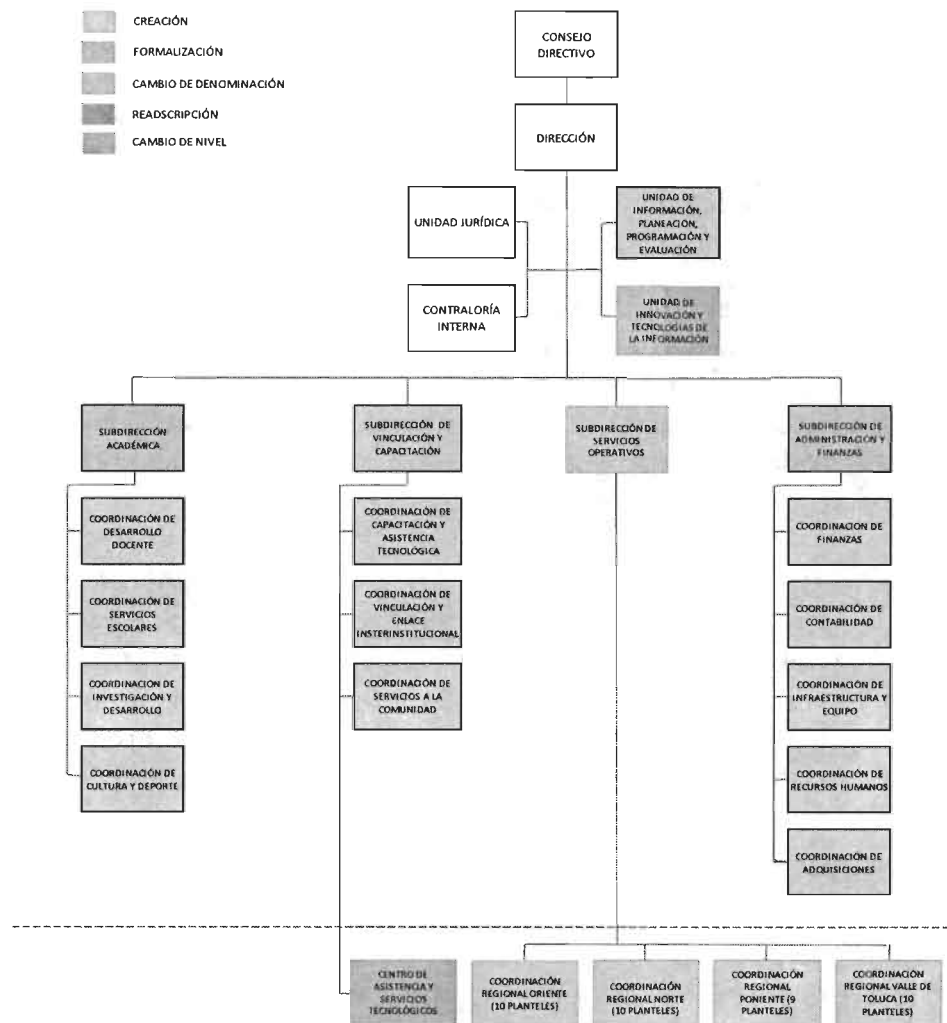 CREACIÓN
FORMALIZACIÓN
CAMBIO DE DENOMINACIÓN
READSCRIPCIÓN
CAMBIO DE NIVEL
CONSEJO
DIRECTIVO
DIRECCIÓN
UNIDAD JURÍDICA
UNIDAD DE
INFORMACIÓN,
PLANEACIÓN,
PROGRAMACIÓN Y
EVALUACIÓN
CONTRALORÍA
INTERNA
UNIDAD DE
INNOVACIÓN Y
TECNOLOGÍAS DE
LA INFORMACIÓN
SUBDIRECCIÓN
ACADÉMICA
SUBDIRECCIÓN DE
VINCULACIÓN Y
CAPACITACIÓN
SUBDIRECCIÓN DE
SERVICIOS
OPERATIVOS
SUBDIRECCIÓN DE
ADMINISTRACIÓN Y
FINANZAS
COORDINACIÓN DE
DESARROLLO
DOCENTE
COORDINACIÓN DE
SERVICIOS
ESCOLARES
COORDINACIÓN DE
INVESTIGACIÓN Y
DESARROLLO
COORDINACIÓN DE
CULTURA Y DEPORTE
COORDINACIÓN DE
CAPACITACIÓN Y
ASISTENCIA
TECNOLÓGICA
COORDINACIÓN DE
VINCULACIÓN Y
ENLACE
INSTERINSTITUCIONAL
COORDINACIÓN DE
SERVICIOS A LA
COMUNIDAD
COORDINACION DE
FINANZAS
COORDINACIÓN DE
CONTABILIDAD
COORDINACIÓN DE
INFRAESTRUCTURA Y
EQUIPO
COORDINACIÓN DE
RECURSOS HUMANOS
COORDINACIÓN DE
ADQUISICIONES
CENTRO DE
ASISTENCIA Y
SERVICIOS
TECNOLÓGICOS
COORDINACIÓN
REGIONAL ORIENTE
(10 PLANTELES)
COORDINACIÓN
REGIONAL NORTE
(10 PLANTELES)
COORDINACIÓN
REGIONAL
PONIENTE (9
PLANTELES)
COORDINACIÓN
REGIONAL VALLE DE
TOLUCA (10
PLANTELES)